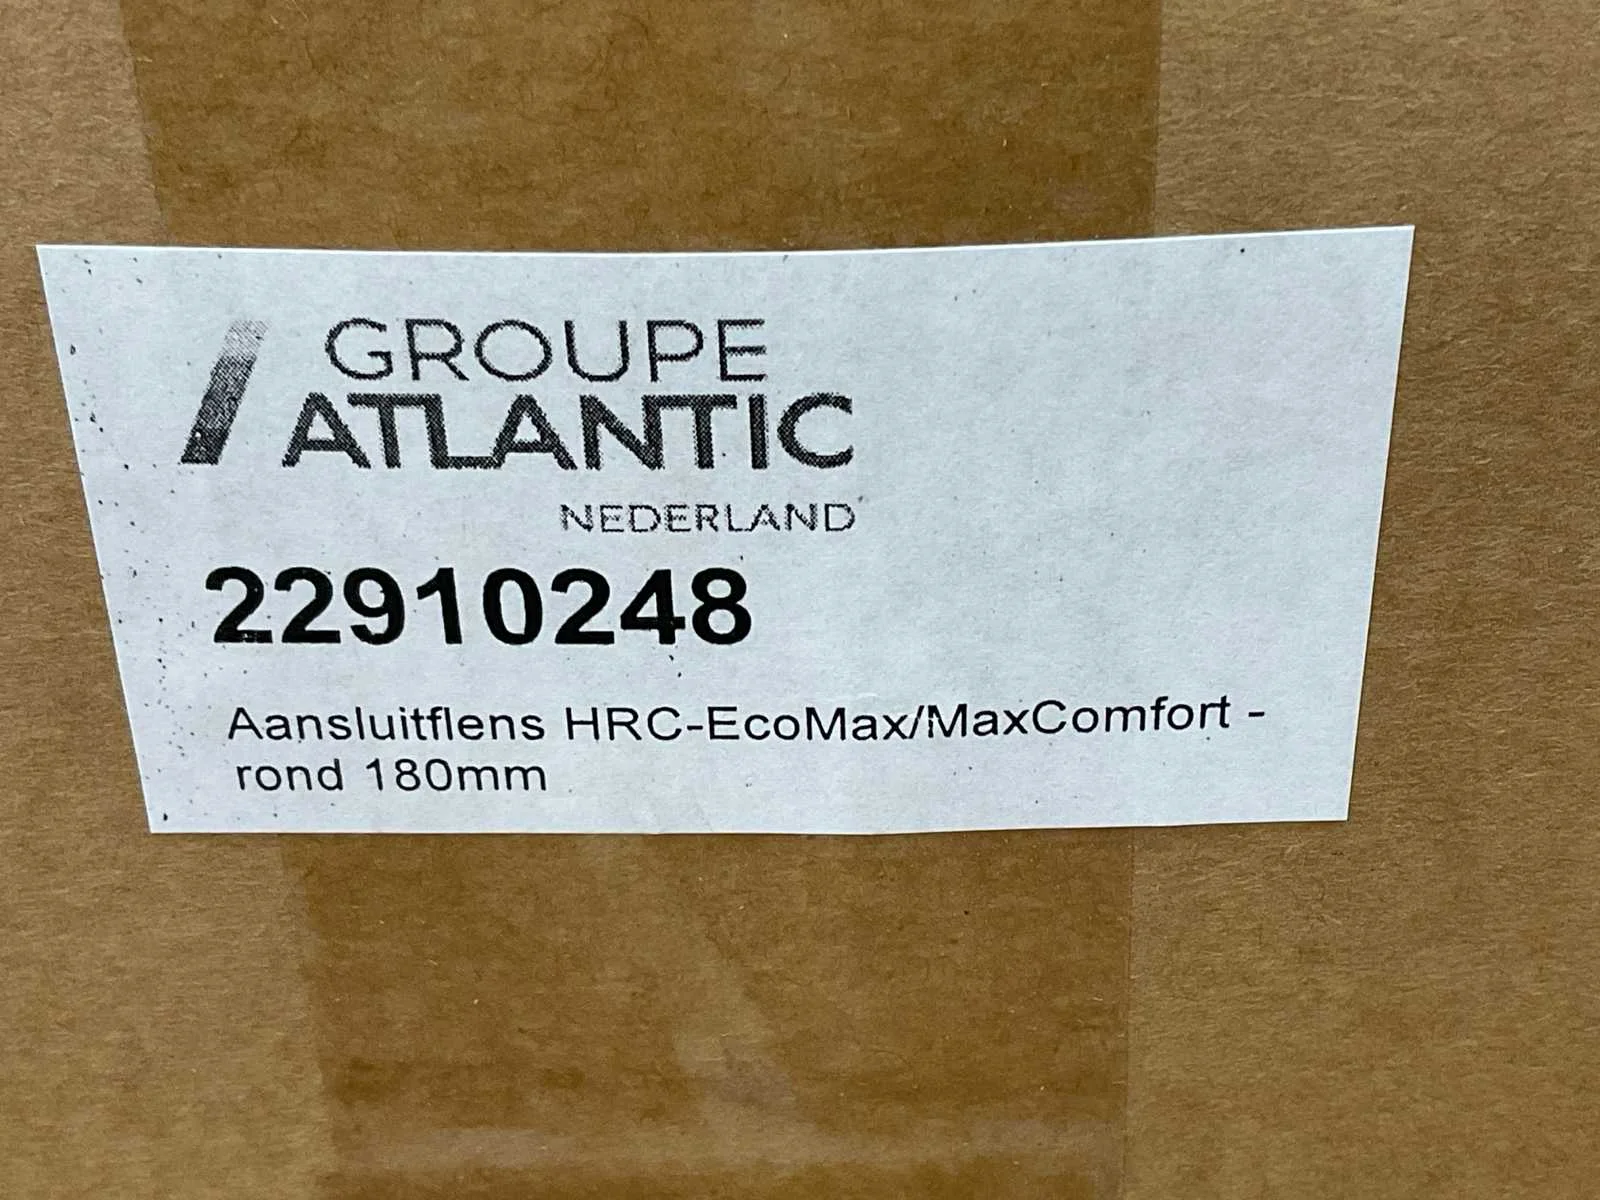 GROUPE
ATLANTIC
NEDERLAND
22910248
Aansluitflens HRC-EcoMax/MaxComfort -
rond 180mm